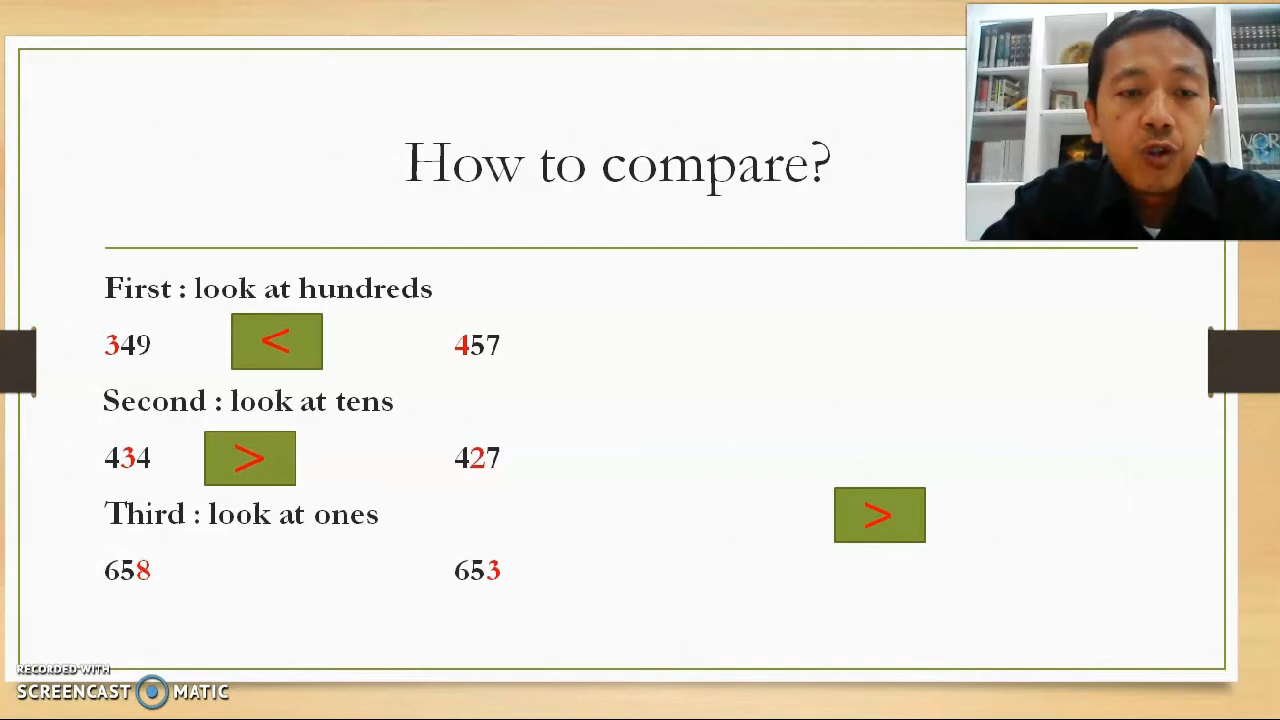 How to compare?
First : look at hundreds
349 < 457
Second : look at tens
434 > 427
Third : look at ones
>
658 653
RECORDED WITH
SCREENCAST MATIC